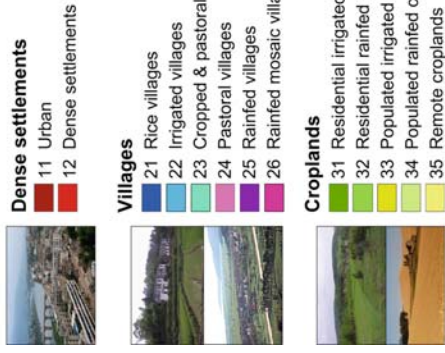 Dense settlements
11 Urban
12 Dense settlements
Villages
21 Rice villages
22 Irrigated villages
23 Cropped & pastoral
24 Pastoral villages
25 Rainfed villages
26 Rainfed mosaic villa
Croplands
31 Residential irrigated
32 Residential rainfed
33 Populated irrigated
34 Populated rainfed c
35 Remote croplands